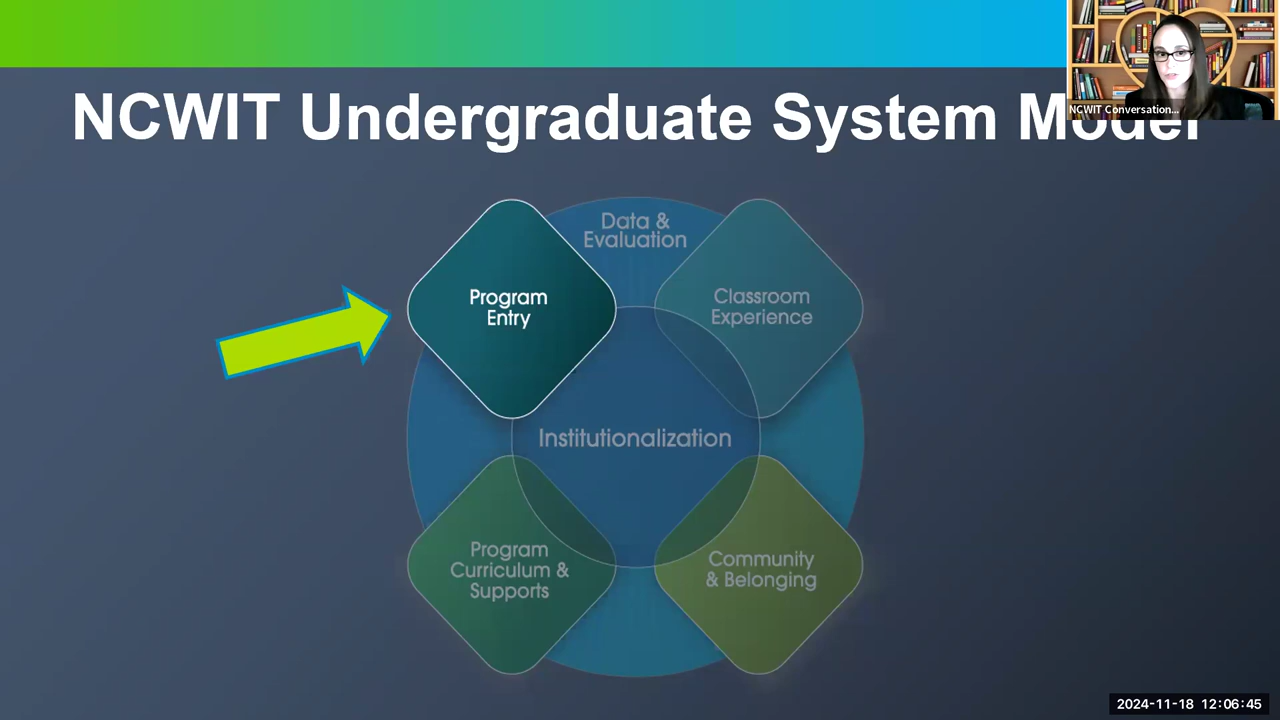 NCWIT Undergraduate System Model
NCWIT Conversation...
Data &
Evaluation
Program
Entry
Classroom
Experience
Institutionalization
Program
Curriculum &
Supports
Community
& Belonging
2024-11-18 12:06:45